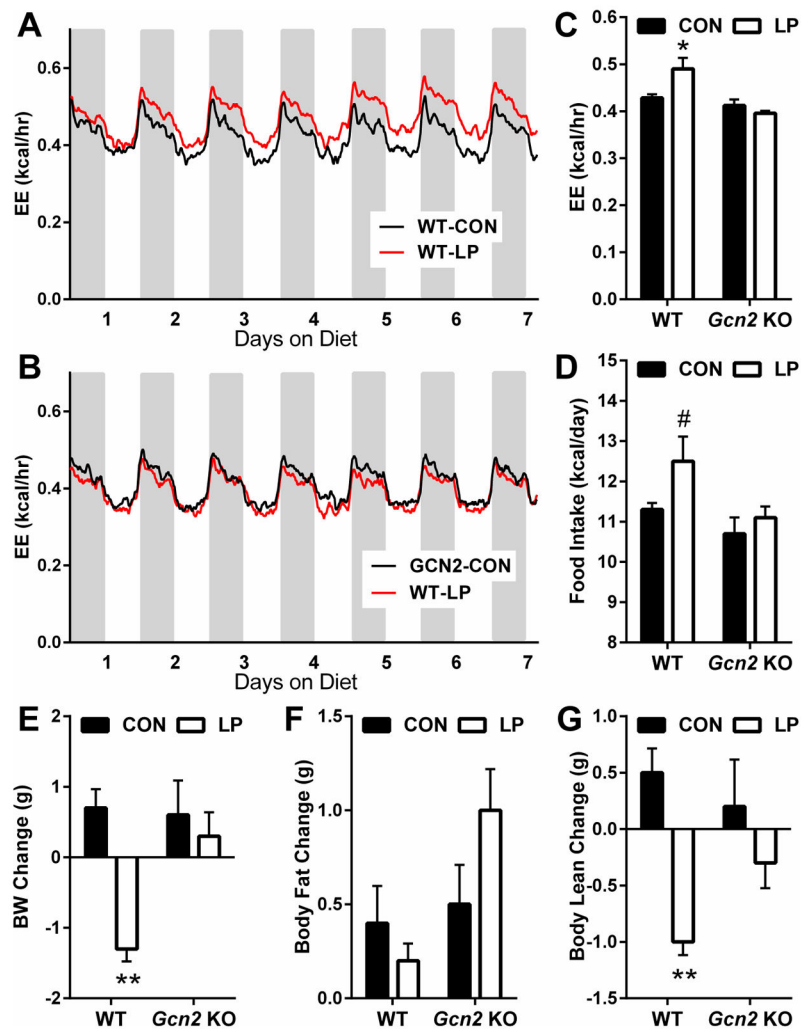 A
EE (kcal/hr)
0.6
0.4
0.2
0.0
WT-CON
WT-LP
1 2 3 4 5 6 7
Days on Diet
C
CON LP
EE (kcal/hr)
0.6
0.5
0.4
0.3
0.2
0.1
0.0
*
WT Gcn2 KO
B
EE (kcal/hr)
0.6
0.4
0.2
0.0
GCN2-CON
WT-LP
1 2 3 4 5 6 7
Days on Diet
D
CON LP
Food Intake (kcal/day)
15
14
13
12
11
10
9
8
#
WT Gcn2 KO
E
CON LP
BW Change (g)
2
1
0
-1
-2
**
WT Gcn2 KO
F
CON LP
Body Fat Change (g)
1.5
1.0
0.5
0.0
WT Gcn2 KO
G
CON LP
Body Lean Change (g)
1.0
0.5
0.0
-0.5
-1.0
-1.5
**
WT Gcn2 KO